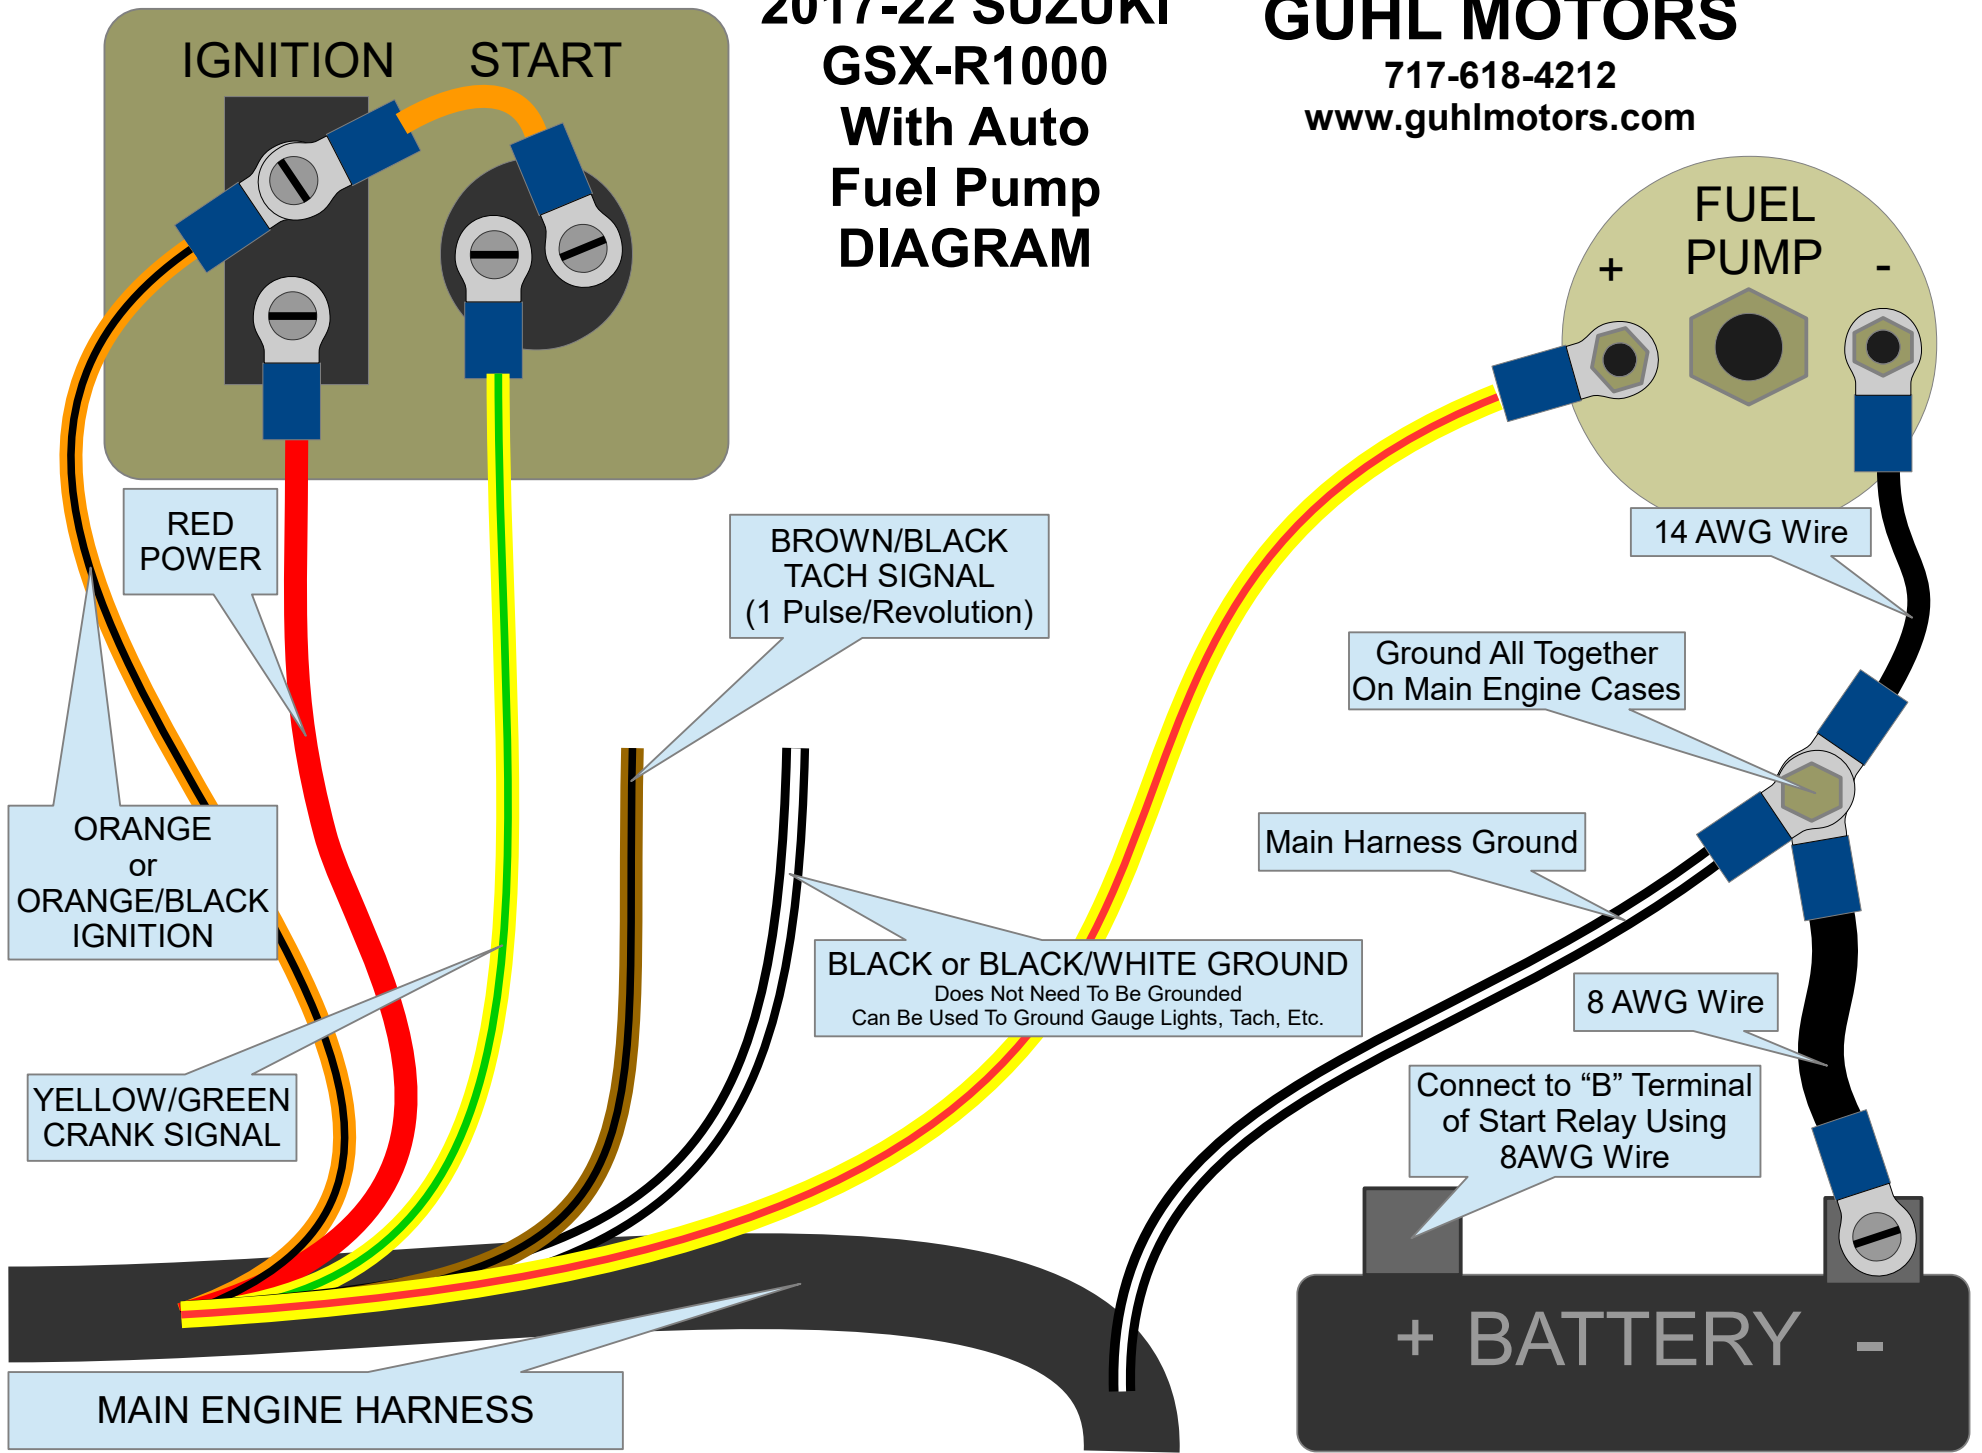 2017-22 SUZUKI
GSX-R1000
With Auto
Fuel Pump
DIAGRAM
GUHL MOTORS
717-618-4212
www.guhlmotors.com
IGNITION
START
FUEL
PUMP
+
-
RED
POWER
BROWN/BLACK
TACH SIGNAL
(1 Pulse/Revolution)
14 AWG Wire
Ground All Together
On Main Engine Cases
ORANGE
or
ORANGE/BLACK
IGNITION
Main Harness Ground
BLACK or BLACK/WHITE GROUND
Does Not Need To Be Grounded
Can Be Used To Ground Gauge Lights, Tach, Etc.
8 AWG Wire
YELLOW/GREEN
CRANK SIGNAL
Connect to “B” Terminal
of Start Relay Using
8AWG Wire
+ BATTERY -
MAIN ENGINE HARNESS